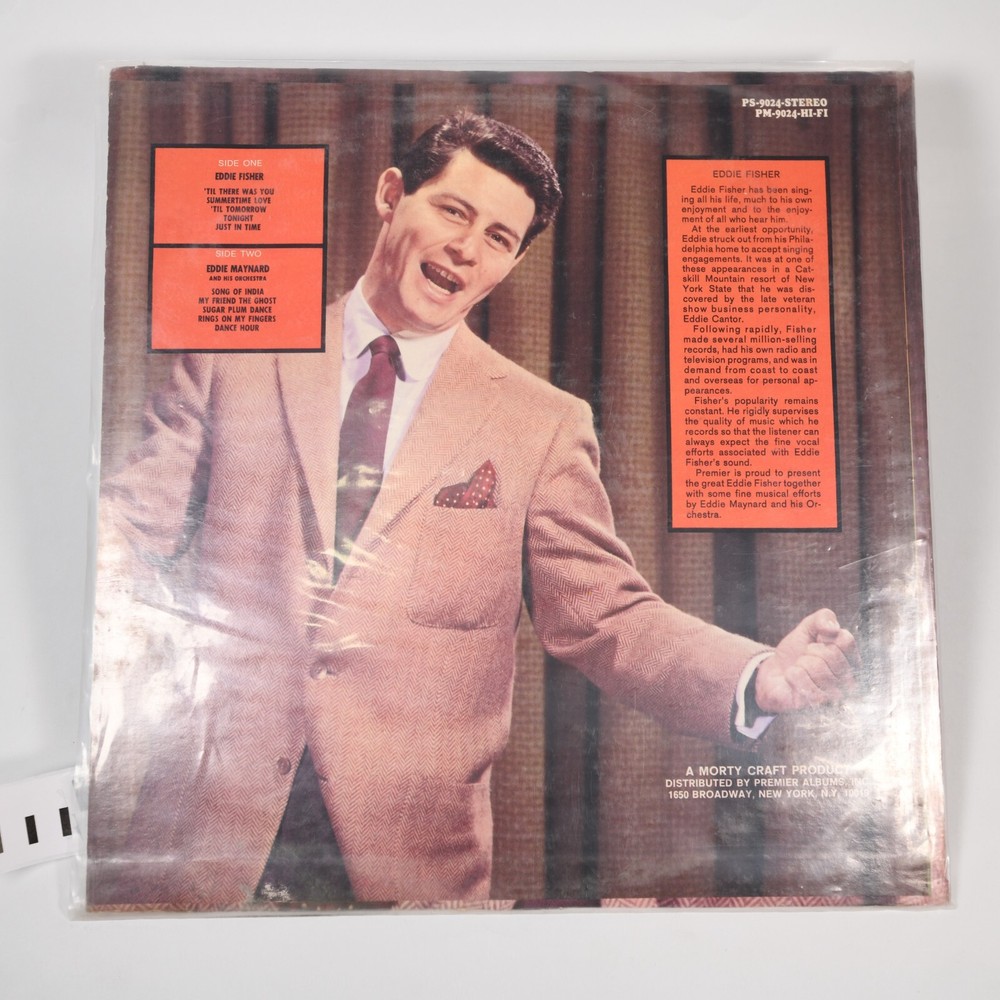 PS-9024-STEREO
PM-9024-HI-FI
SIDE ONE
EDDIE FISHER
'TIL THERE WAS YOU
SUMMERTIME LOVE
'TIL TOMORROW
TONIGHT
JUST IN TIME
SIDE TWO
EDDIE MAYNARD
AND HIS ORCHESTRA
SONG OF INDIA
MY FRIEND THE GHOST
SUGAR PLUM DANCE
RINGS ON MY FINGERS
DANCE HOUR
EDDIE FISHER
Eddie Fisher has been sing-
ing all his life, much to his own
enjoyment and to the enjoy-
ment of all who hear him.
At the earliest opportunity,
Eddie struck out from his Phila-
delphia home to accept singing
engagements. It was at one of
these appearances in a Cat-
skill Mountain resort of New
York State that he was dis-
covered by the late veteran
show business personality,
Eddie Cantor.
Following rapidly, Fisher
made several million-selling
records, had his own radio and
television programs, and was in
demand from coast to coast
and overseas for personal ap-
pearances.
Fisher's popularity remains
constant. He rigidly supervises
the quality of music which he
records so that the listener can
always expect the fine vocal
efforts associated with Eddie
Fisher's sound.
Premier is proud to present
the great Eddie Fisher together
with some fine musical efforts
by Eddie Maynard and his Or-
chestra.
A MORTY CRAFT
DISTRIBUTED BY PREMIER ALBUMS, INC.
1650 BROADWAY, NEW YORK, N.Y.